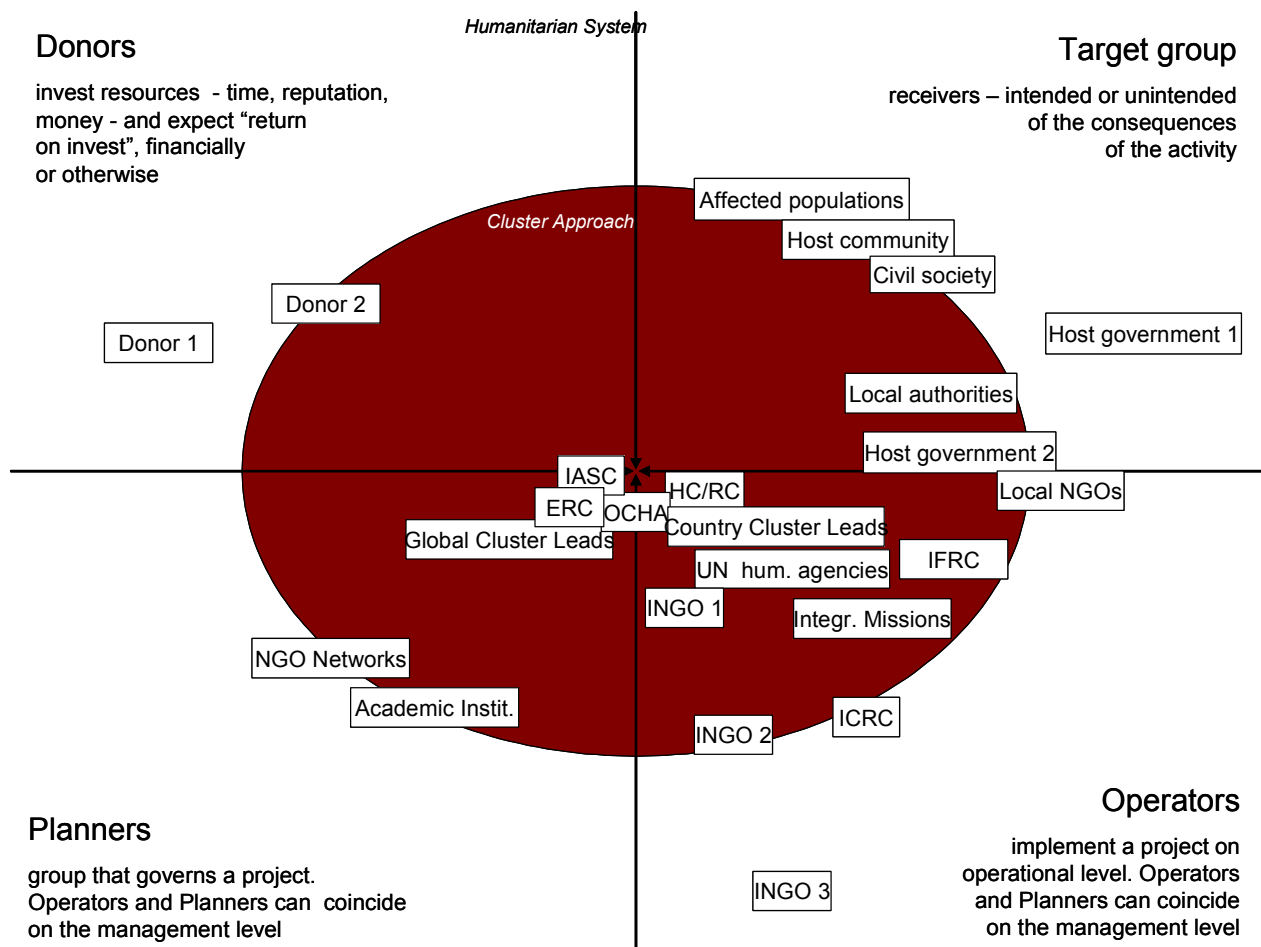 Humanitarian System
Donors
invest resources - time, reputation,
money - and expect “return
on invest”, financially
or otherwise
Target group
receivers – intended or unintended
of the consequences
of the activity
Cluster Approach
Affected populations
Host community
Civil society
Donor 2
Donor 1
Host government 1
Local authorities
Host government 2
IASC
HC/RC
Local NGOs
ERC
OCHA
Country Cluster Leads
Global Cluster Leads
IFRC
UN hum. agencies
INGO 1
Integr. Missions
NGO Networks
Academic Instit.
ICRC
INGO 2
Planners
group that governs a project.
Operators and Planners can coincide
on the management level
Operators
implement a project on
operational level. Operators
and Planners can coincide
on the management level
INGO 3